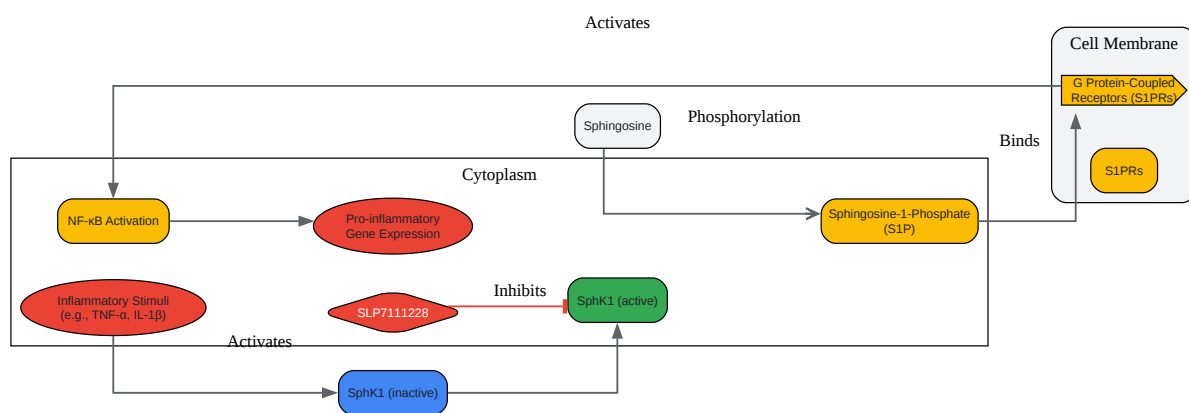 Activates
Cell Membrane
G Protein-Coupled
Receptors (S1PRs)
Sphingosine
Phosphorylation
Binds
S1PRs
Cytoplasm
NF-κB Activation
Pro-inflammatory
Gene Expression
Sphingosine-1-Phosphate
(S1P)
Inflammatory Stimuli
(e.g., TNF-α, IL-1β)
SLP7111228
Inhibits
SphK1 (active)
Activates
SphK1 (inactive)